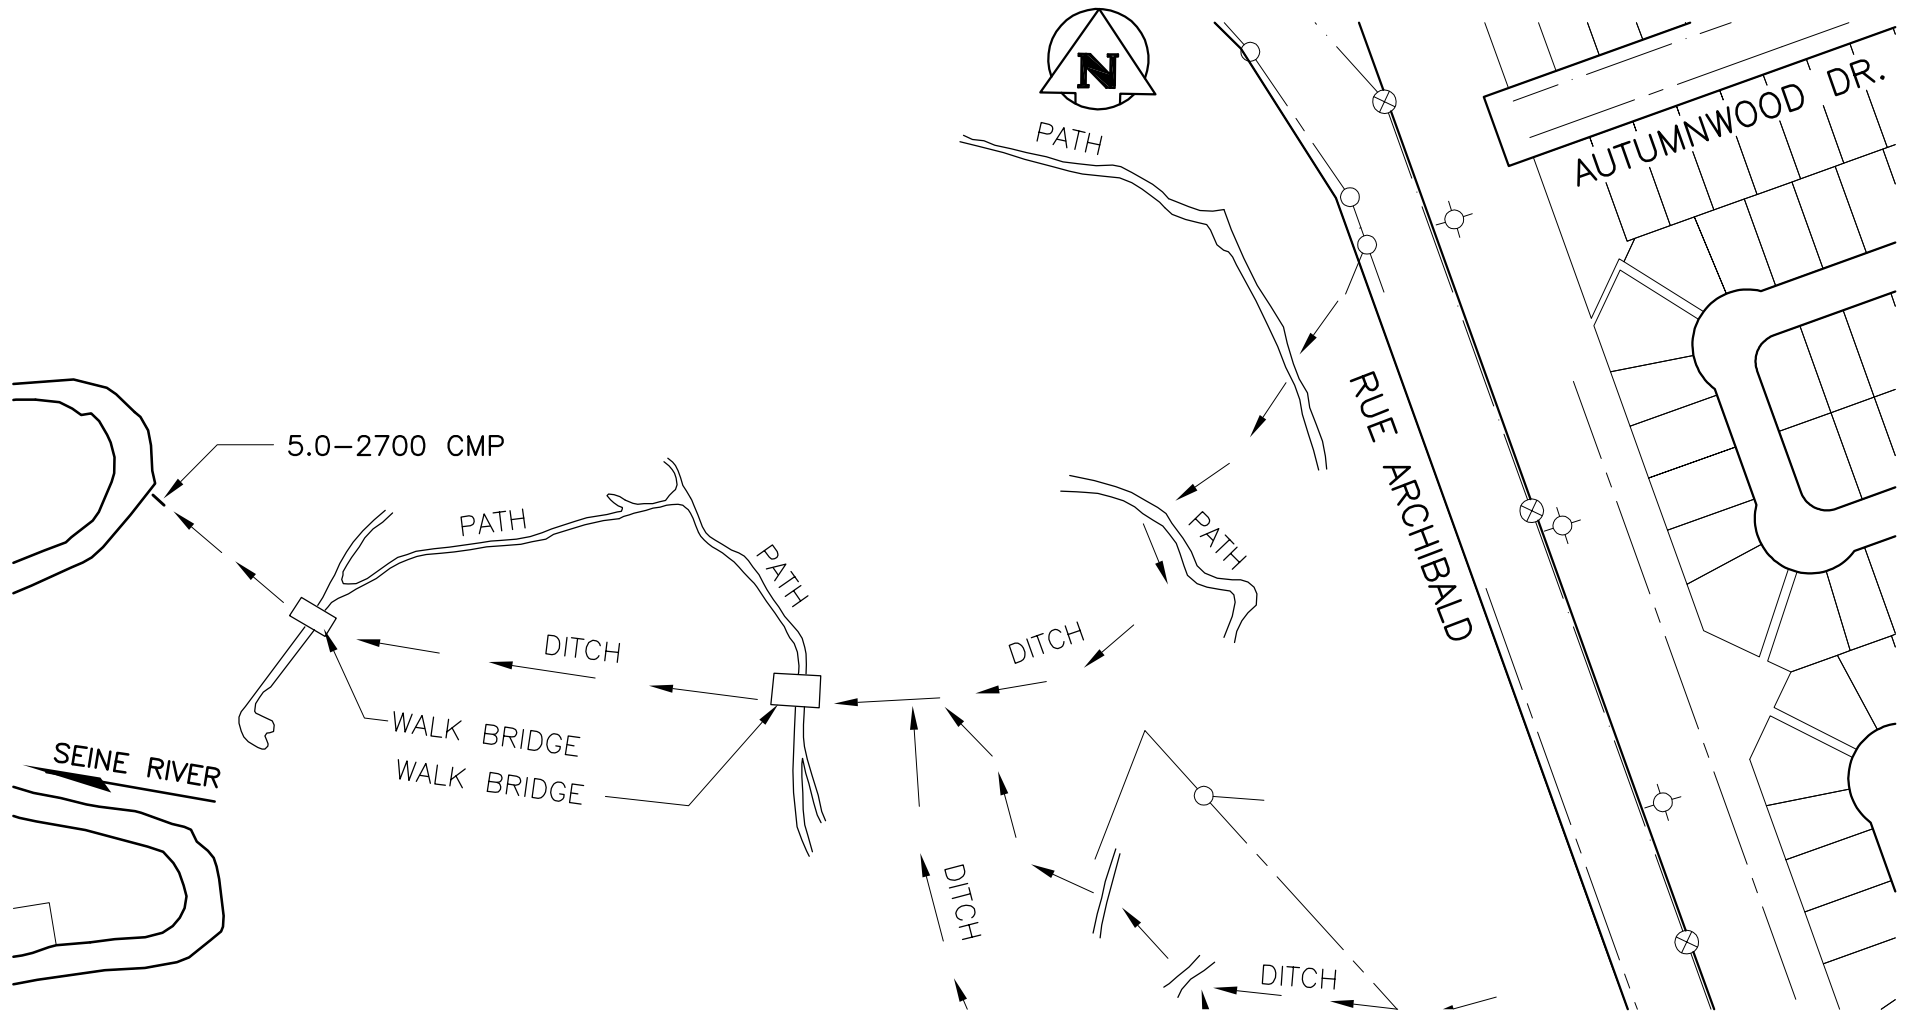 N
PATH
AUTUMNWOOD DR.
RUE ARCHIBALD
5.0-2700 CMP
PATH
PATH
PATH
DITCH
DITCH
WALK BRIDGE
WALK BRIDGE
SEINE RIVER
DITCH
DITCH